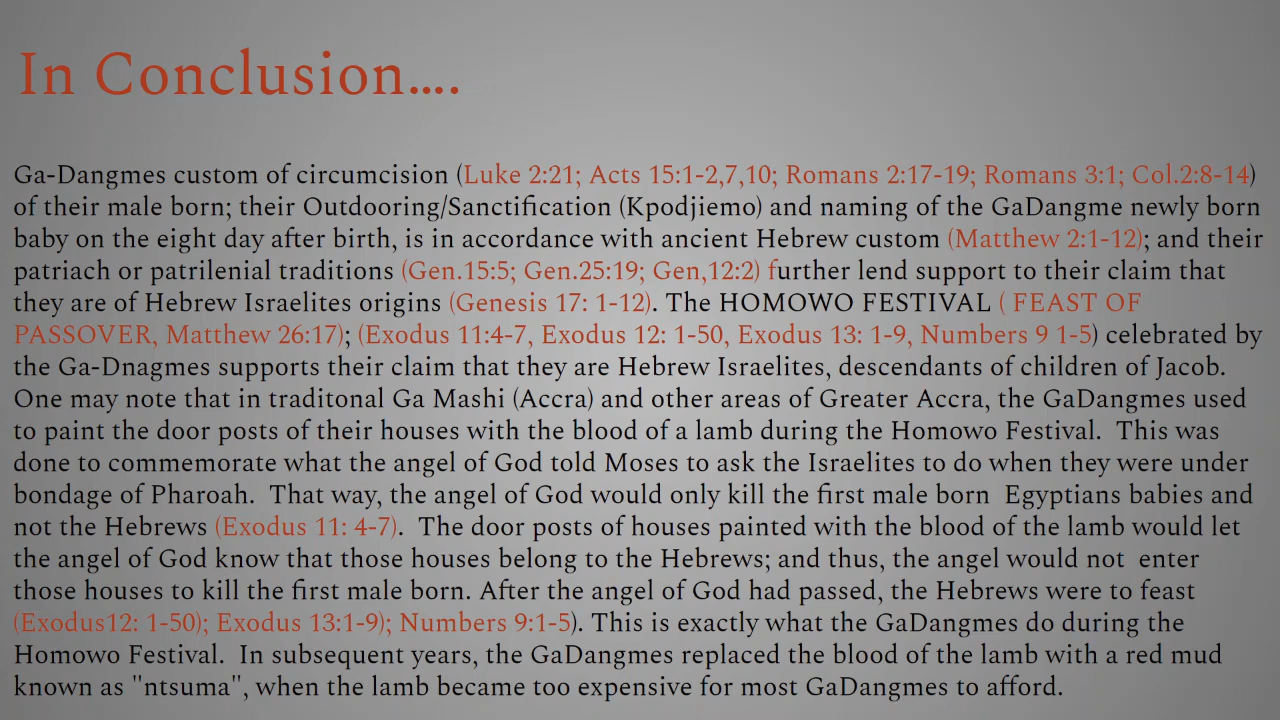 In Conclusion....
Ga-Dangmes custom of circumcision (Luke 2:21; Acts 15:1-2,7,10; Romans 2:17-19; Romans 3:1; Col.2:8-14)
of their male born; their Outdooring/Sanctification (Kpodjiemo) and naming of the GaDangme newly born
baby on the eight day after birth, is in accordance with ancient Hebrew custom (Matthew 2:1-12); and their
patriach or patrilenial traditions (Gen.15:5; Gen.25:19; Gen,12:2) further lend support to their claim that
they are of Hebrew Israelites origins (Genesis 17: 1-12). The HOMOWO FESTIVAL ( FEAST OF
PASSOVER, Matthew 26:17); (Exodus 11:4-7, Exodus 12: 1-50, Exodus 13: 1-9, Numbers 9 1-5) celebrated by
the Ga-Dnagmes supports their claim that they are Hebrew Israelites, descendants of children of Jacob.
One may note that in traditonal Ga Mashi (Accra) and other areas of Greater Accra, the GaDangmes used
to paint the door posts of their houses with the blood of a lamb during the Homowo Festival.  This was
done to commemorate what the angel of God told Moses to ask the Israelites to do when they were under
bondage of Pharoah.  That way, the angel of God would only kill the first male born  Egyptians babies and
not the Hebrews (Exodus 11: 4-7).  The door posts of houses painted with the blood of the lamb would let
the angel of God know that those houses belong to the Hebrews; and thus, the angel would not  enter
those houses to kill the first male born. After the angel of God had passed, the Hebrews were to feast
(Exodus12: 1-50); Exodus 13:1-9); Numbers 9:1-5). This is exactly what the GaDangmes do during the
Homowo Festival.  In subsequent years, the GaDangmes replaced the blood of the lamb with a red mud
known as "ntsuma", when the lamb became too expensive for most GaDangmes to afford.